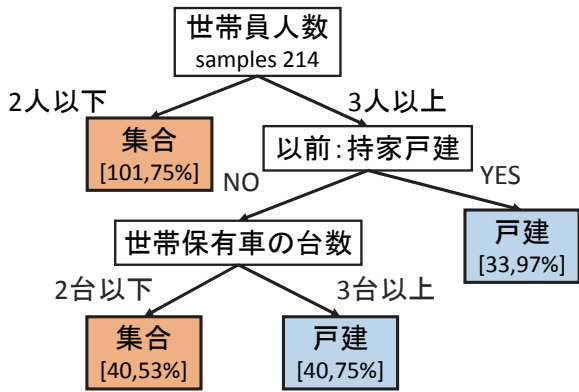 世帯員人数
samples 214
2人以下
3人以上
集合
[101,75%]
以前：持家戸建
NO
YES
世帯保有車の台数
戸建
[33,97%]
2台以下
3台以上
集合
[40,53%]
戸建
[40,75%]